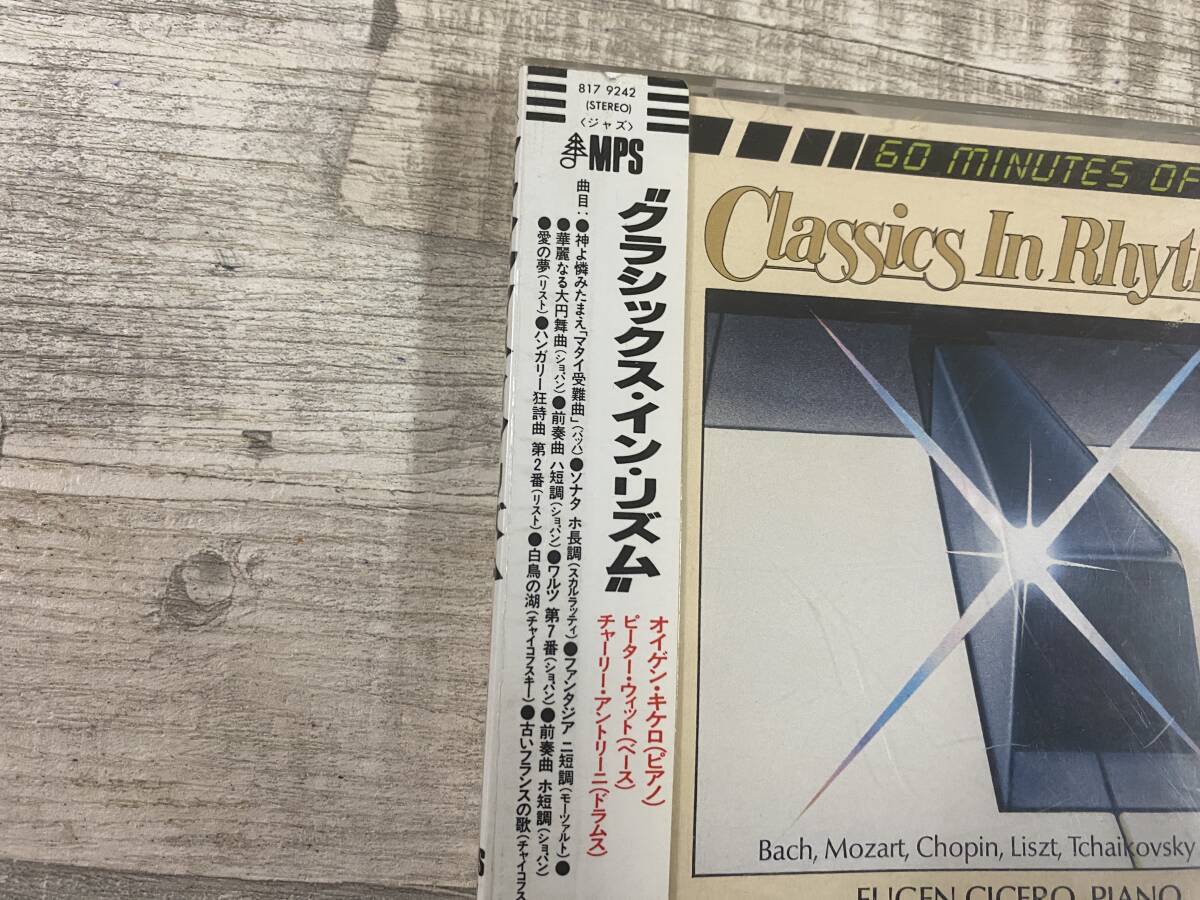 817 9242
(STEREO)
〈ジャズ〉
MPS
"クラシックス・イン・リズム"
オイゲン・キケロ(ピアノ)
ピーター・ウィット(ベース)
チャーリー・アントリーニ(ドラムス)
曲目:●神よ憐みたまえ「マタイ受難曲」(バッハ)●ソナタ ホ長調(スカルラッティ)●ファンタジア ニ短調(モーツァルト)●
華麗なる大円舞曲(ショパン)●前奏曲 ハ短調(ショパン)●ワルツ 第7番(ショパン)●前奏曲 ホ短調(ショパン)
●愛の夢(リスト)●ハンガリー狂詩曲 第2番(リスト)●白鳥の湖(チャイコフスキー)●古いフランスの歌(チャイコフス
60 MINUTES OF
Classics In Rhyt
Bach, Mozart, Chopin, Liszt, Tchaikovsky
EUGEN CICERO, PIANO